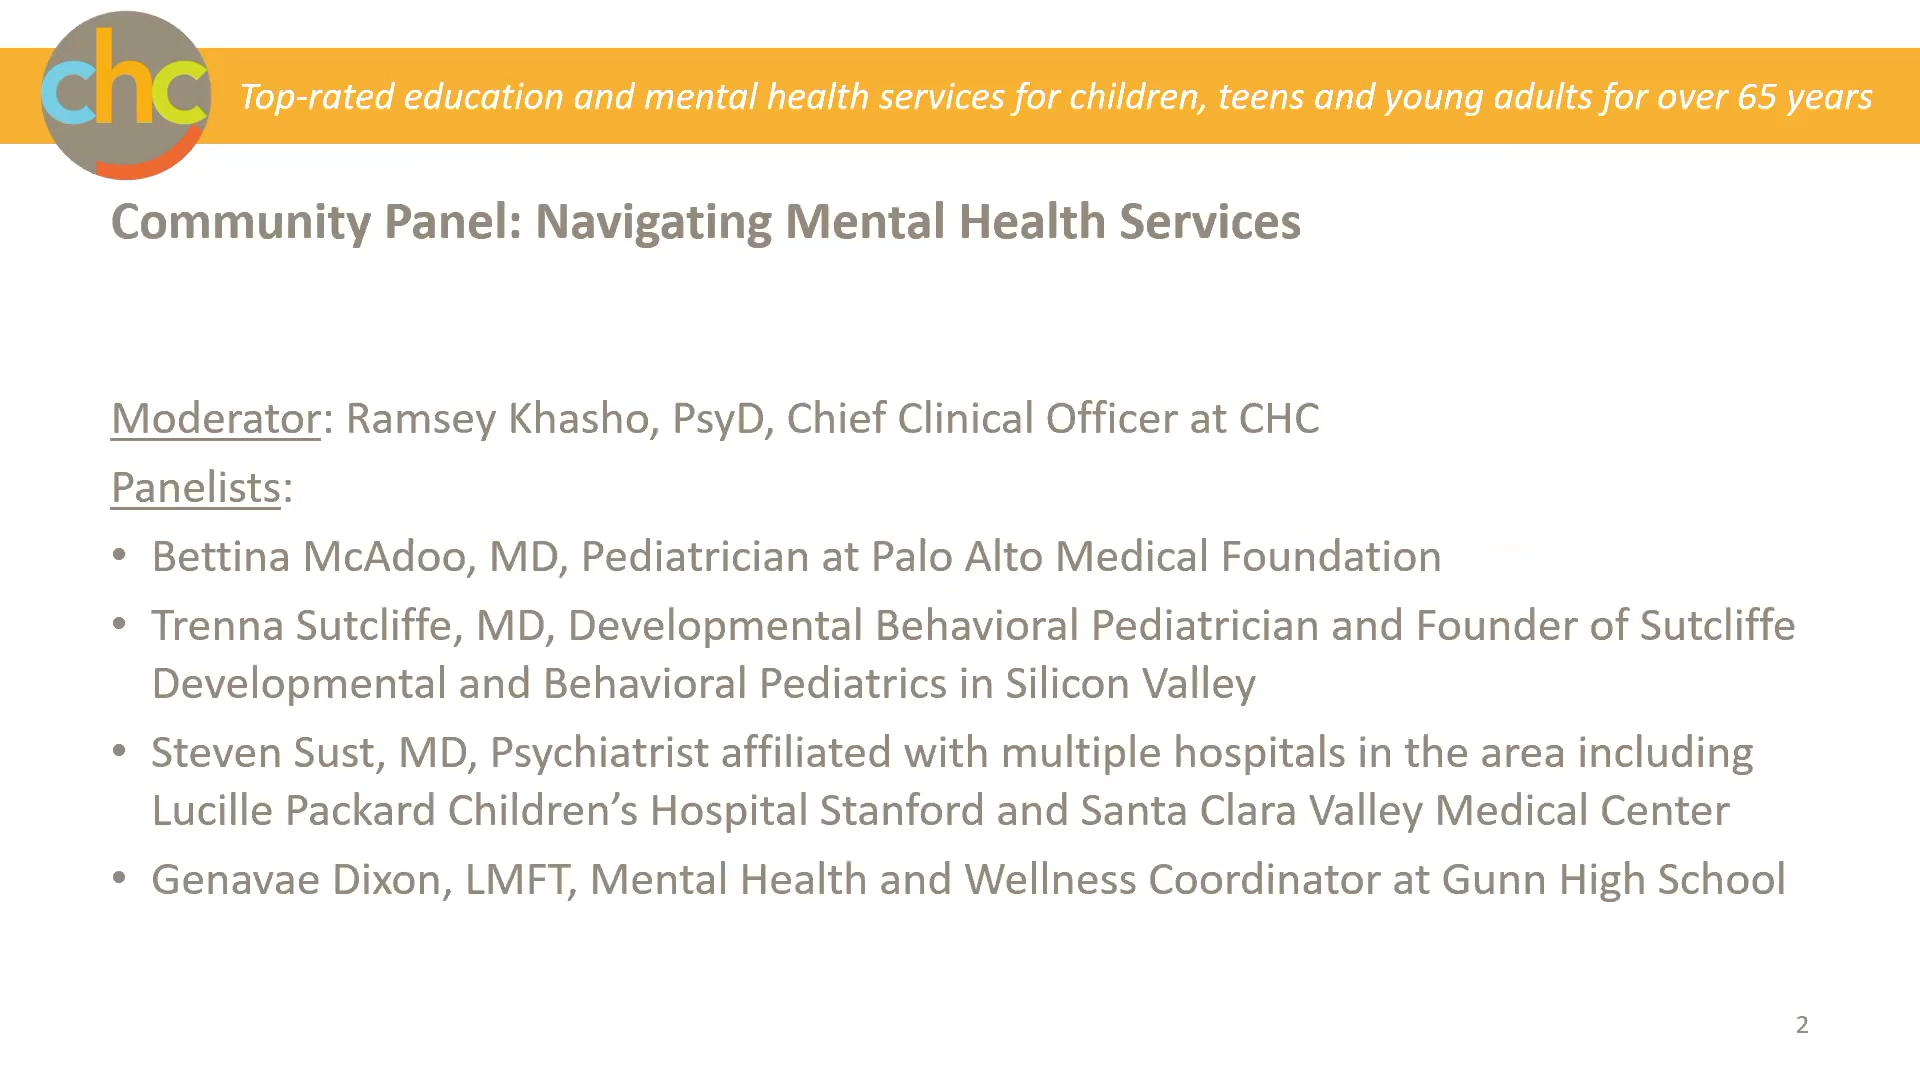 chc
Top-rated education and mental health services for children, teens and young adults for over 65 years
Community Panel: Navigating Mental Health Services
Moderator: Ramsey Khasho, PsyD, Chief Clinical Officer at CHC
Panelists:
• Bettina McAdoo, MD, Pediatrician at Palo Alto Medical Foundation
• Trenna Sutcliffe, MD, Developmental Behavioral Pediatrician and Founder of Sutcliffe
Developmental and Behavioral Pediatrics in Silicon Valley
• Steven Sust, MD, Psychiatrist affiliated with multiple hospitals in the area including
Lucille Packard Children’s Hospital Stanford and Santa Clara Valley Medical Center
• Genavae Dixon, LMFT, Mental Health and Wellness Coordinator at Gunn High School
2